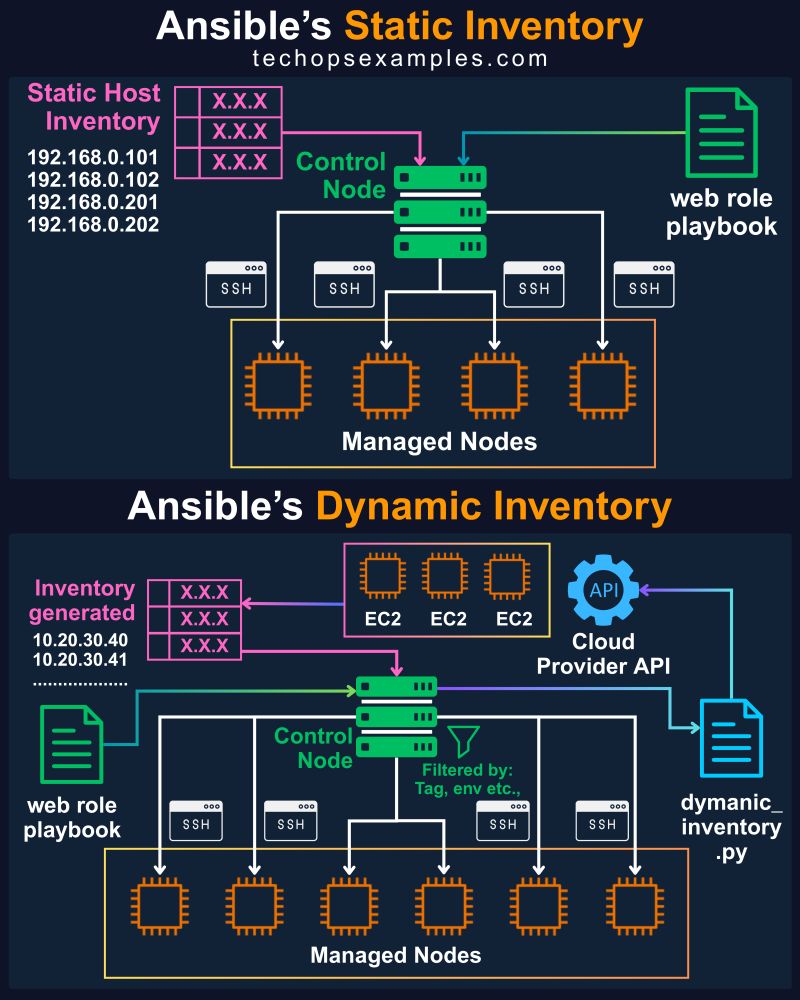 Ansible's Static Inventory
techopsexamples.com
Static Host
Inventory
192.168.0.101
192.168.0.102
192.168.0.201
192.168.0.202
X.X.X
X.X.X
X.X.X
Control
Node
web role
playbook
SSH
SSH
SSH
SSH
Managed Nodes
Ansible's Dynamic Inventory
Inventory
generated
10.20.30.40
10.20.30.41
....................
X.X.X
X.X.X
X.X.X
EC2
EC2
EC2
API
Cloud
Provider API
Control
Node
Filtered by:
Tag, env etc.,
web role
playbook
dymanic_
inventory
.py
SSH
SSH
SSH
SSH
Managed Nodes